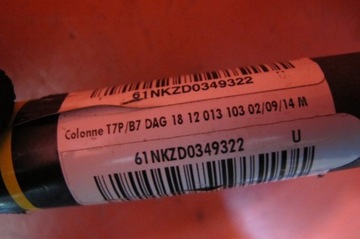 61NKZD0349322
Colonne T7P/B7 DAG 18 12 013 103 02/09/14 M
61NKZD0349322 U